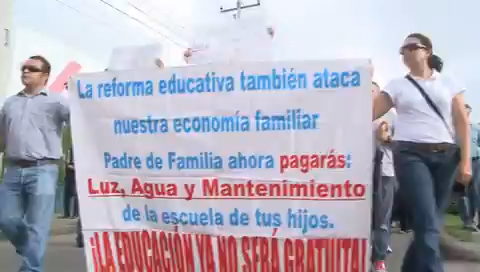 La reforma educativa también ataca
nuestra economía familiar
Padre de Familia ahora pagarás:
Luz, Agua y Mantenimiento
de la escuela de tus hijos.
¡LA EDUCACIÓN YA NO SERÁ GRATUITA!